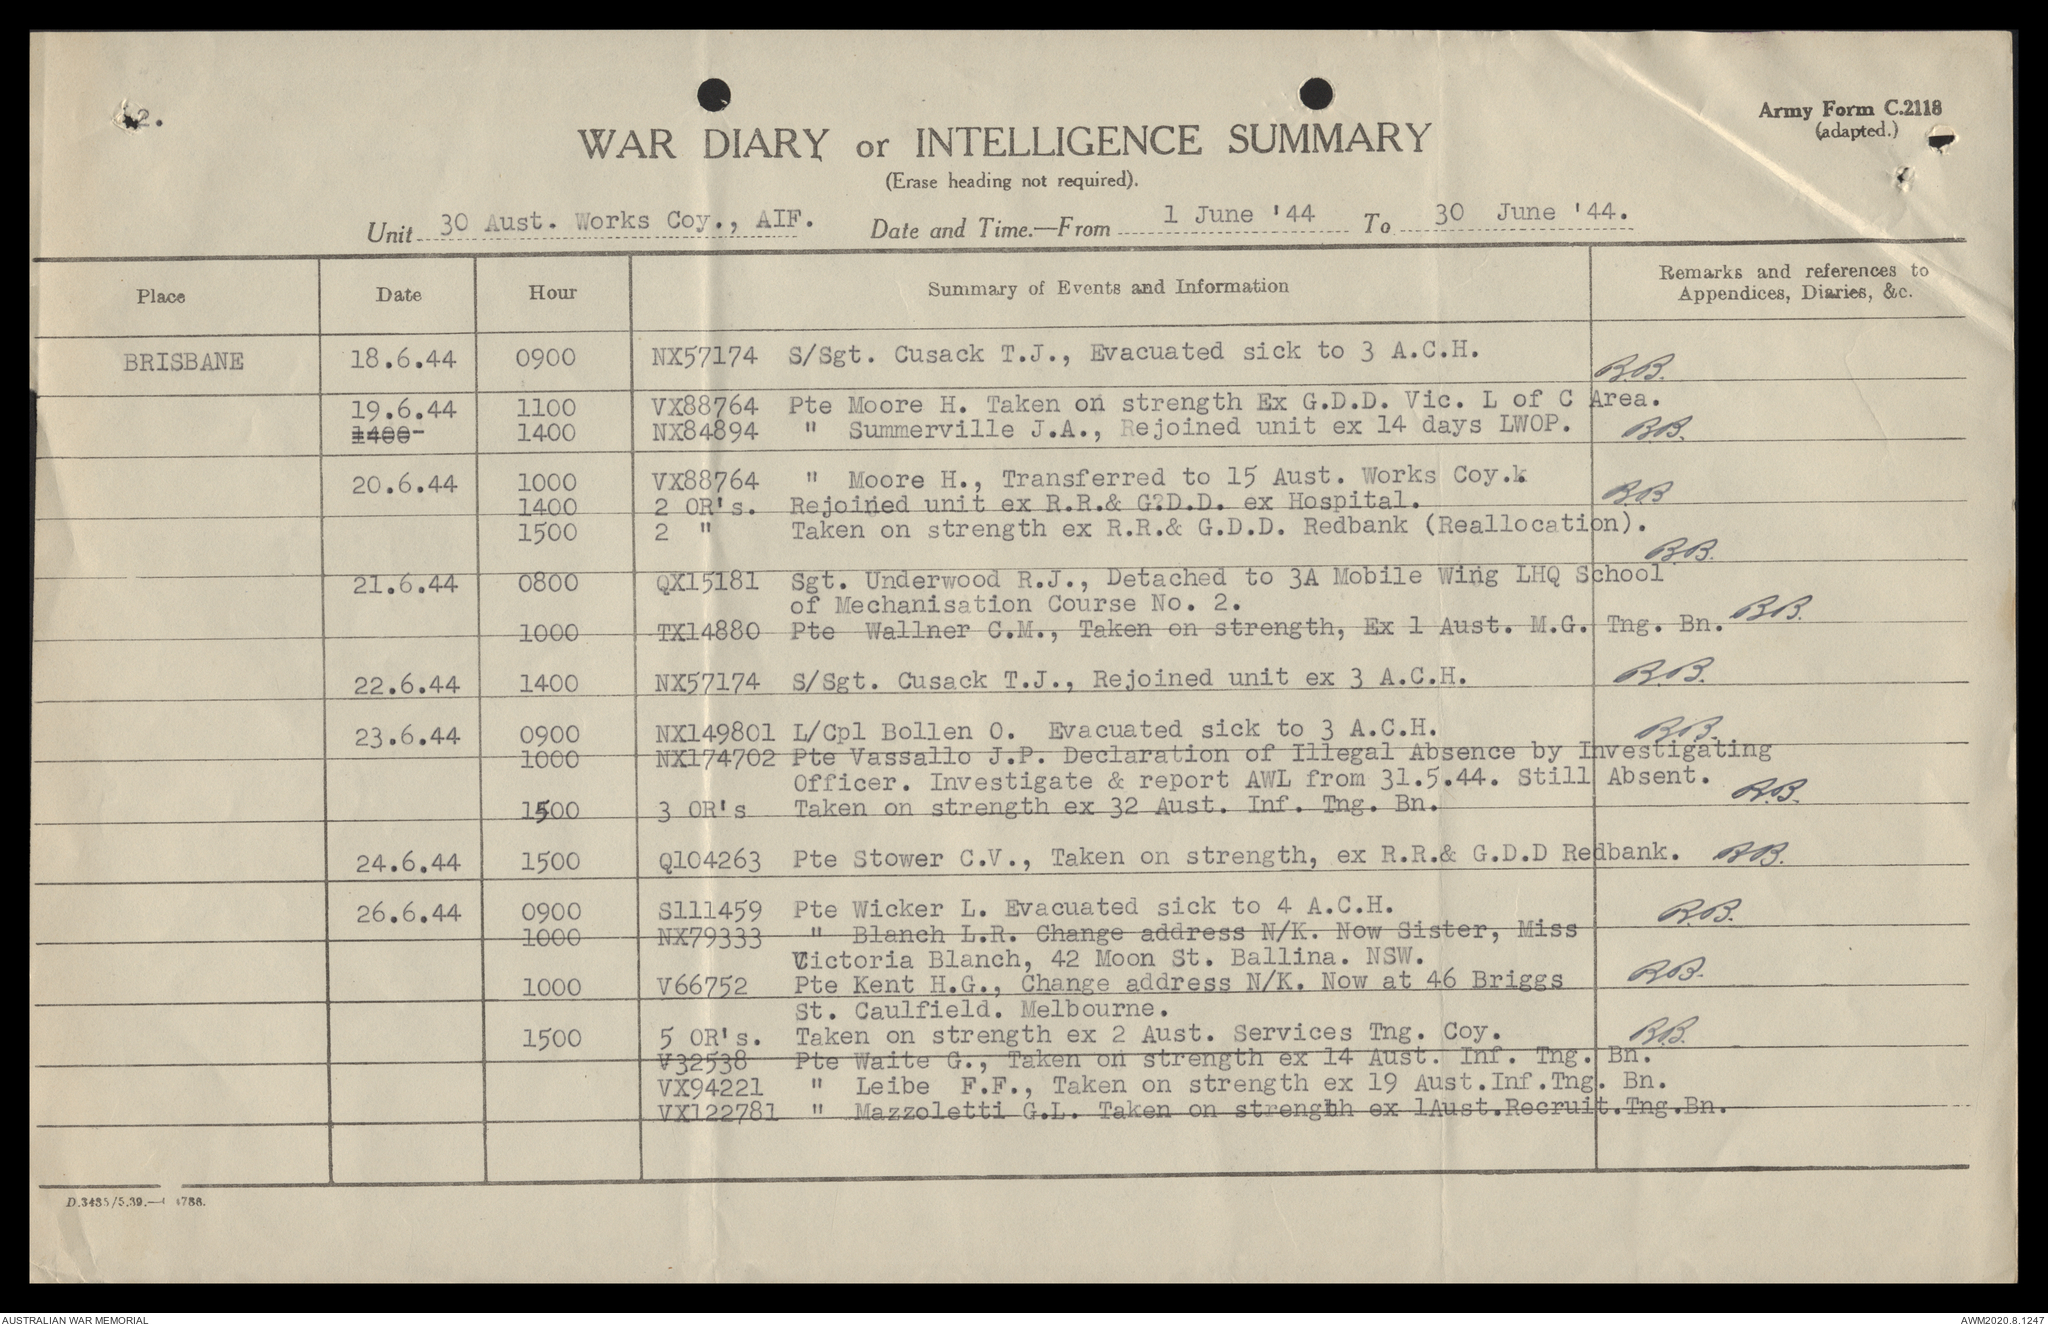 2.
Army Form C.2118
(adapted.)
WAR DIARY or INTELLIGENCE SUMMARY
(Erase heading not required).
Unit 30 Aust. Works Coy., AIF. Date and Time.—From 1 June '44 To 30 June '44.
Place Date Hour Summary of Events and Information Remarks and references to
Appendices, Diaries, &c.
BRISBANE 18.6.44 0900 NX57174 S/Sgt. Cusack T.J., Evacuated sick to 3 A.C.H. R.B.
19.6.44 1100 VX88764 Pte Moore H. Taken on strength Ex G.D.D. Vic. L of C Area.
1400 1400 NX84894 " Summerville J.A., Rejoined unit ex 14 days LWOP. R.B.
20.6.44 1000 VX88764 " Moore H., Transferred to 15 Aust. Works Coy.k
1400 2 OR's. Rejoined unit ex R.R.& G?D.D. ex Hospital. R.B
1500 2 " Taken on strength ex R.R.& G.D.D. Redbank (Reallocation).
R.B.
21.6.44 0800 QX15181 Sgt. Underwood R.J., Detached to 3A Mobile Wing LHQ School
of Mechanisation Course No. 2.
1000 TX14880 Pte Wallner C.M., Taken on strength, Ex 1 Aust. M.G. Tng. Bn. R.B.
22.6.44 1400 NX57174 S/Sgt. Cusack T.J., Rejoined unit ex 3 A.C.H. R.B.
23.6.44 0900 NX149801 L/Cpl Bollen O. Evacuated sick to 3 A.C.H. R.B.
1000 NX174702 Pte Vassallo J.P. Declaration of Illegal Absence by Investigating
Officer. Investigate & report AWL from 31.5.44. Still Absent.
1500 3 OR's Taken on strength ex 32 Aust. Inf. Tng. Bn. R.B.
24.6.44 1500 Q104263 Pte Stower C.V., Taken on strength, ex R.R.& G.D.D Redbank. R.B.
26.6.44 0900 S111459 Pte Wicker L. Evacuated sick to 4 A.C.H. R.B.
1000 NX79333 " Blanch L.R. Change address N/K. Now Sister, Miss
Victoria Blanch, 42 Moon St. Ballina. NSW.
1000 V66752 Pte Kent H.G., Change address N/K. Now at 46 Briggs R.B.
St. Caulfield. Melbourne.
1500 5 OR's. Taken on strength ex 2 Aust. Services Tng. Coy. R.B.
V32538 Pte Waite G., Taken on strength ex 14 Aust. Inf. Tng. Bn.
VX94221 " Leibe F.F., Taken on strength ex 19 Aust.Inf.Tng. Bn.
VX122781 " Mazzoletti G.L. Taken on strength ex 1Aust.Recruit.Tng.Bn.
AUSTRALIAN WAR MEMORIAL AWM2020.8.1247